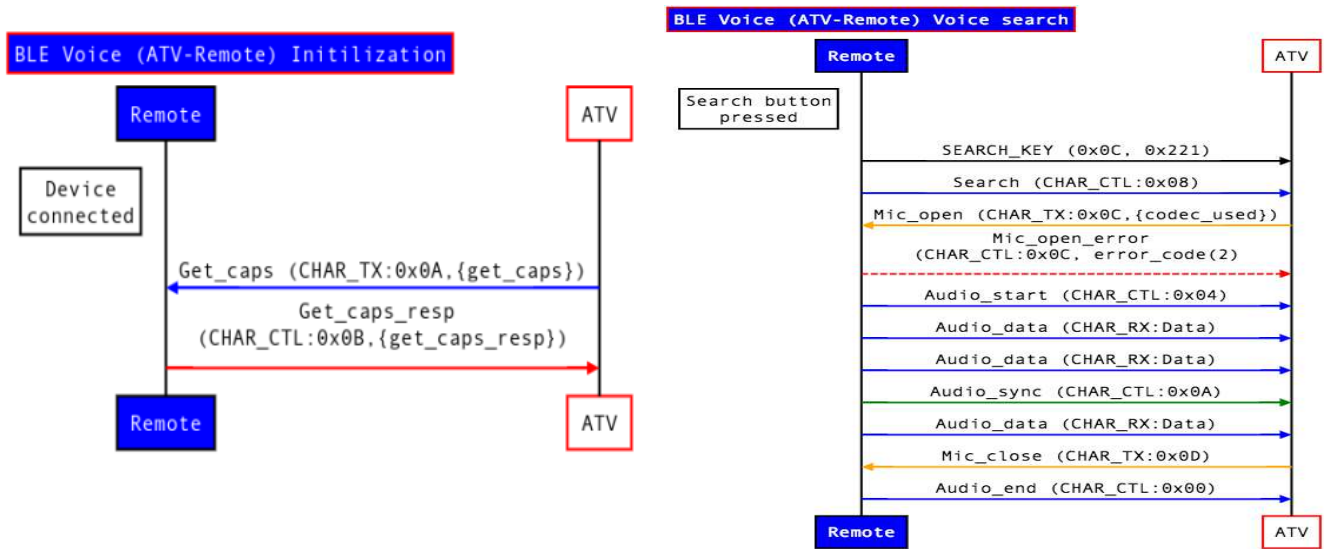 BLE Voice (ATV-Remote) Initilization
Remote
ATV
Device
connected
Get_caps (CHAR_TX:0x0A,{get_caps})
Get_caps_resp
(CHAR_CTL:0x0B,{get_caps_resp})
Remote
ATV
BLE Voice (ATV-Remote) Voice search
Remote
ATV
Search button
pressed
SEARCH_KEY (0x0C, 0x221)
Search (CHAR_CTL:0x08)
Mic_open (CHAR_TX:0x0C,{codec_used})
Mic_open_error
(CHAR_CTL:0x0C, error_code(2)
Audio_start (CHAR_CTL:0x04)
Audio_data (CHAR_RX:Data)
Audio_data (CHAR_RX:Data)
Audio_sync (CHAR_CTL:0x0A)
Audio_data (CHAR_RX:Data)
Mic_close (CHAR_TX:0x0D)
Audio_end (CHAR_CTL:0x00)
Remote
ATV